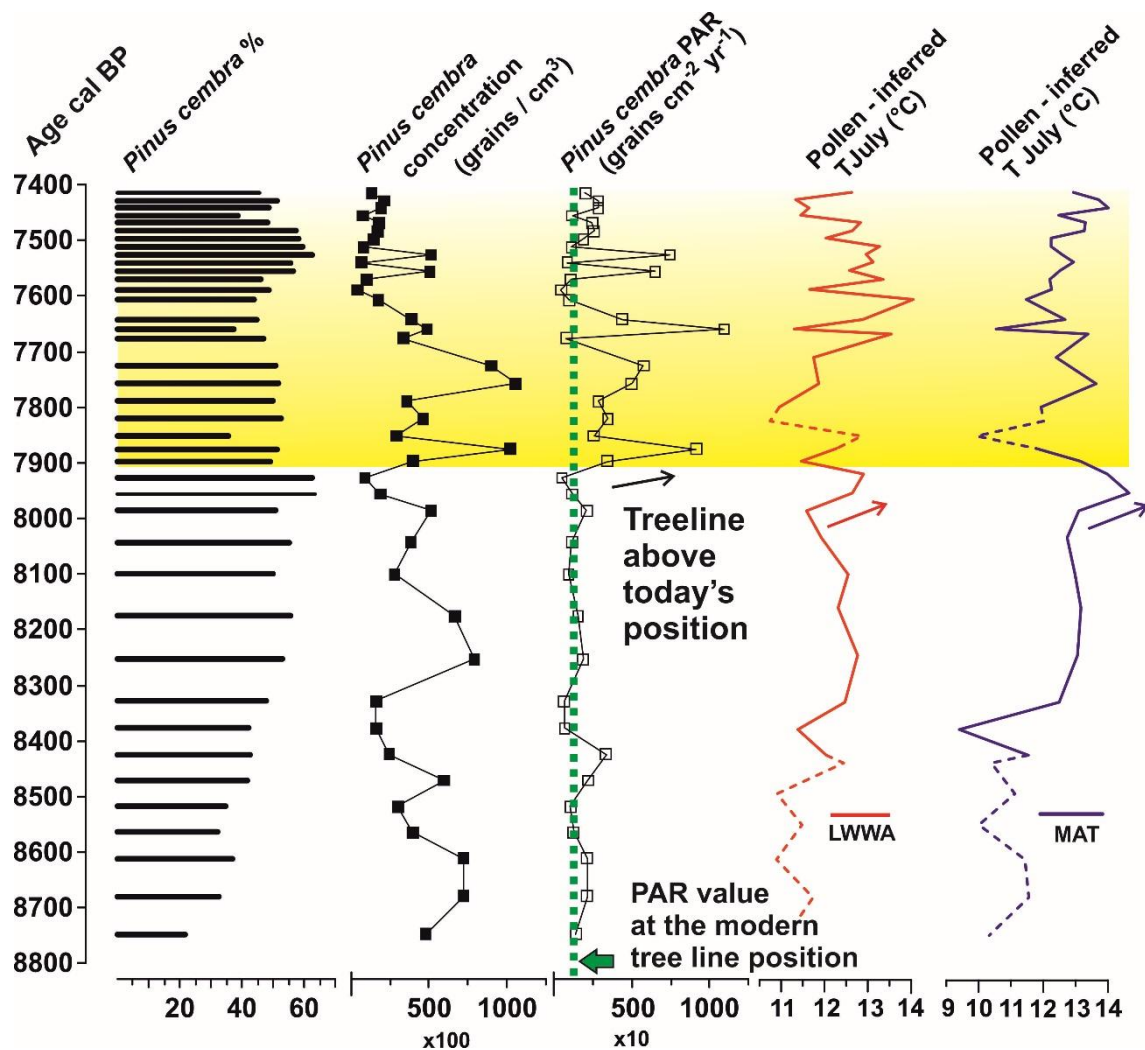 Age cal BP
Pinus cembra %
Pinus cembra
concentration
(grains / cm³)
Pinus cembra PAR
(grains cm⁻² yr⁻¹)
Pollen - inferred
TJuly (°C)
Pollen - inferred
T July (°C)
7400
7500
7600
7700
7800
7900
8000
8100
8200
8300
8400
8500
8600
8700
8800
Treeline
above
today's
position
LWWA
MAT
PAR value
at the modern
tree line position
20 40 60
500 1000
x100
500 1000
x10
11 12 13 14
9 10 11 12 13 14